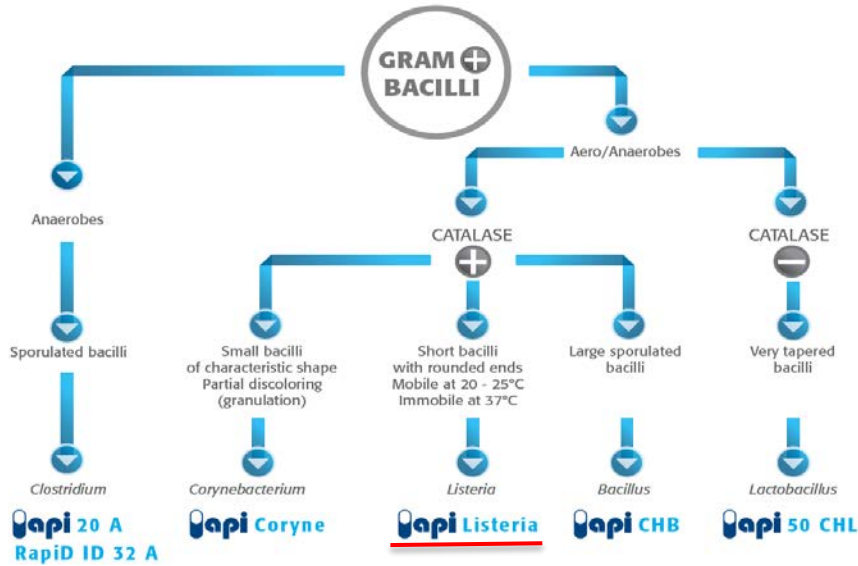 GRAM +
BACILLI
Aero/Anaerobes
Anaerobes
CATALASE
+
CATALASE
−
Sporulated bacilli
Small bacilli
of characteristic shape
Partial discoloring
(granulation)
Short bacilli
with rounded ends
Mobile at 20 - 25°C
Immobile at 37°C
Large sporulated
bacilli
Very tapered
bacilli
Clostridium
Corynebacterium
Listeria
Bacillus
Lactobacillus
api 20 A
RapiD ID 32 A
api Coryne
api Listeria
api CHB
api 50 CHL